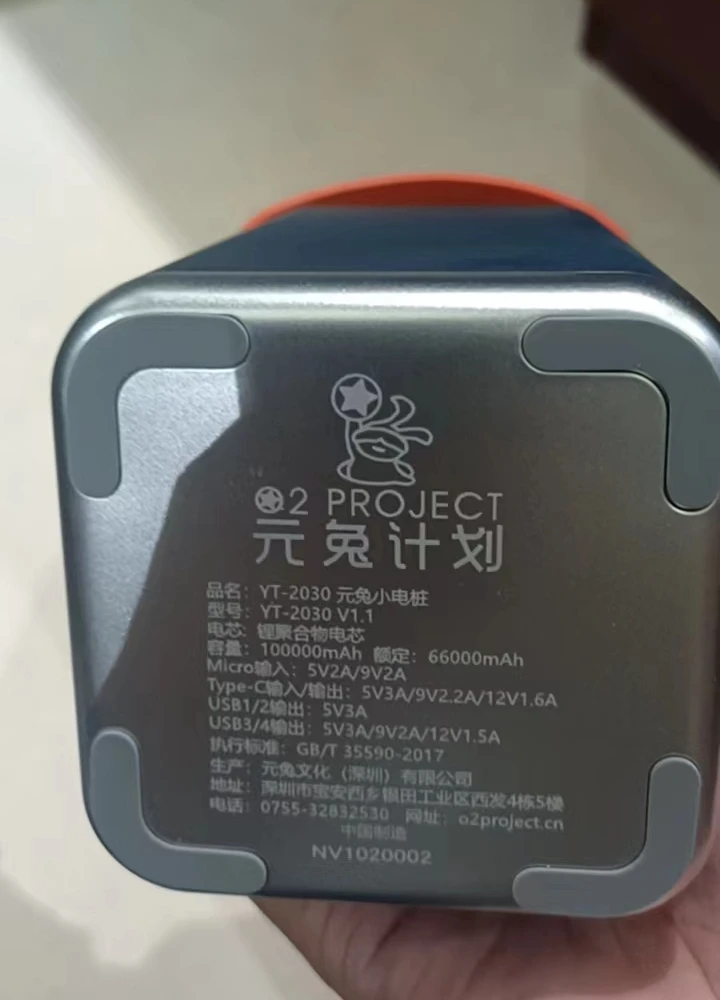 O2 PROJECT
元兔计划
品名：YT-2030 元兔小电桩
型号：YT-2030 V1.1
电芯：锂聚合物电芯
容量：100000mAh 额定：66000mAh
Micro输入：5V2A/9V2A
Type-C输入/输出：5V3A/9V2.2A/12V1.6A
USB1/2输出：5V3A
USB3/4输出：5V3A/9V2A/12V1.5A
执行标准：GB/T 35590-2017
生产：元兔文化（深圳）有限公司
地址：深圳市宝安西乡银田工业区西发4栋5楼
电话：0755-32832530 网址：o2project.cn
中国制造
NV1020002